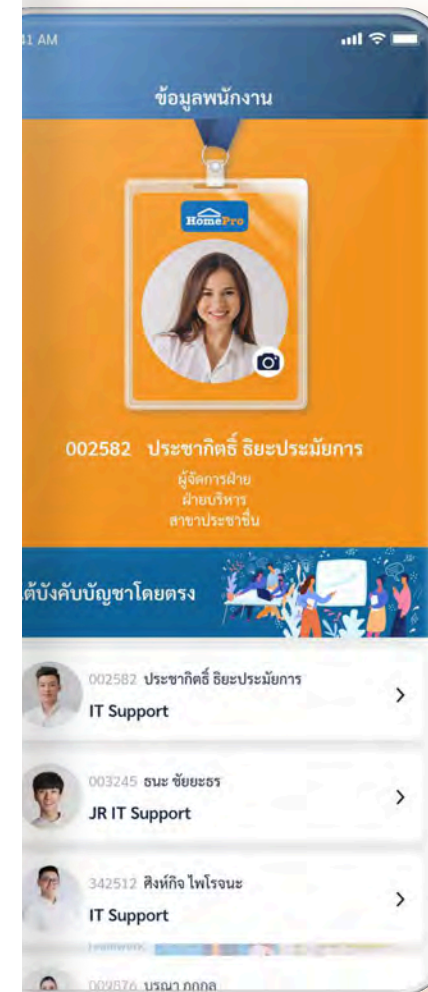 41 AM
ข้อมูลพนักงาน
HomePro
002582 ประชากิตธิ์ ธิยะประมัยการ
ผู้จัดการฝ่าย
ฝ่ายบริหาร
สาขาประชาชื่น
ต้บังคับบัญชาโดยตรง
002582 ประชากิตธิ์ ธิยะประมัยการ
IT Support
003245 ธนะ ชัยยะธร
JR IT Support
342512 ศิงห์กิจ ไพโรจนะ
IT Support
009876 บุรณา กุกกุล